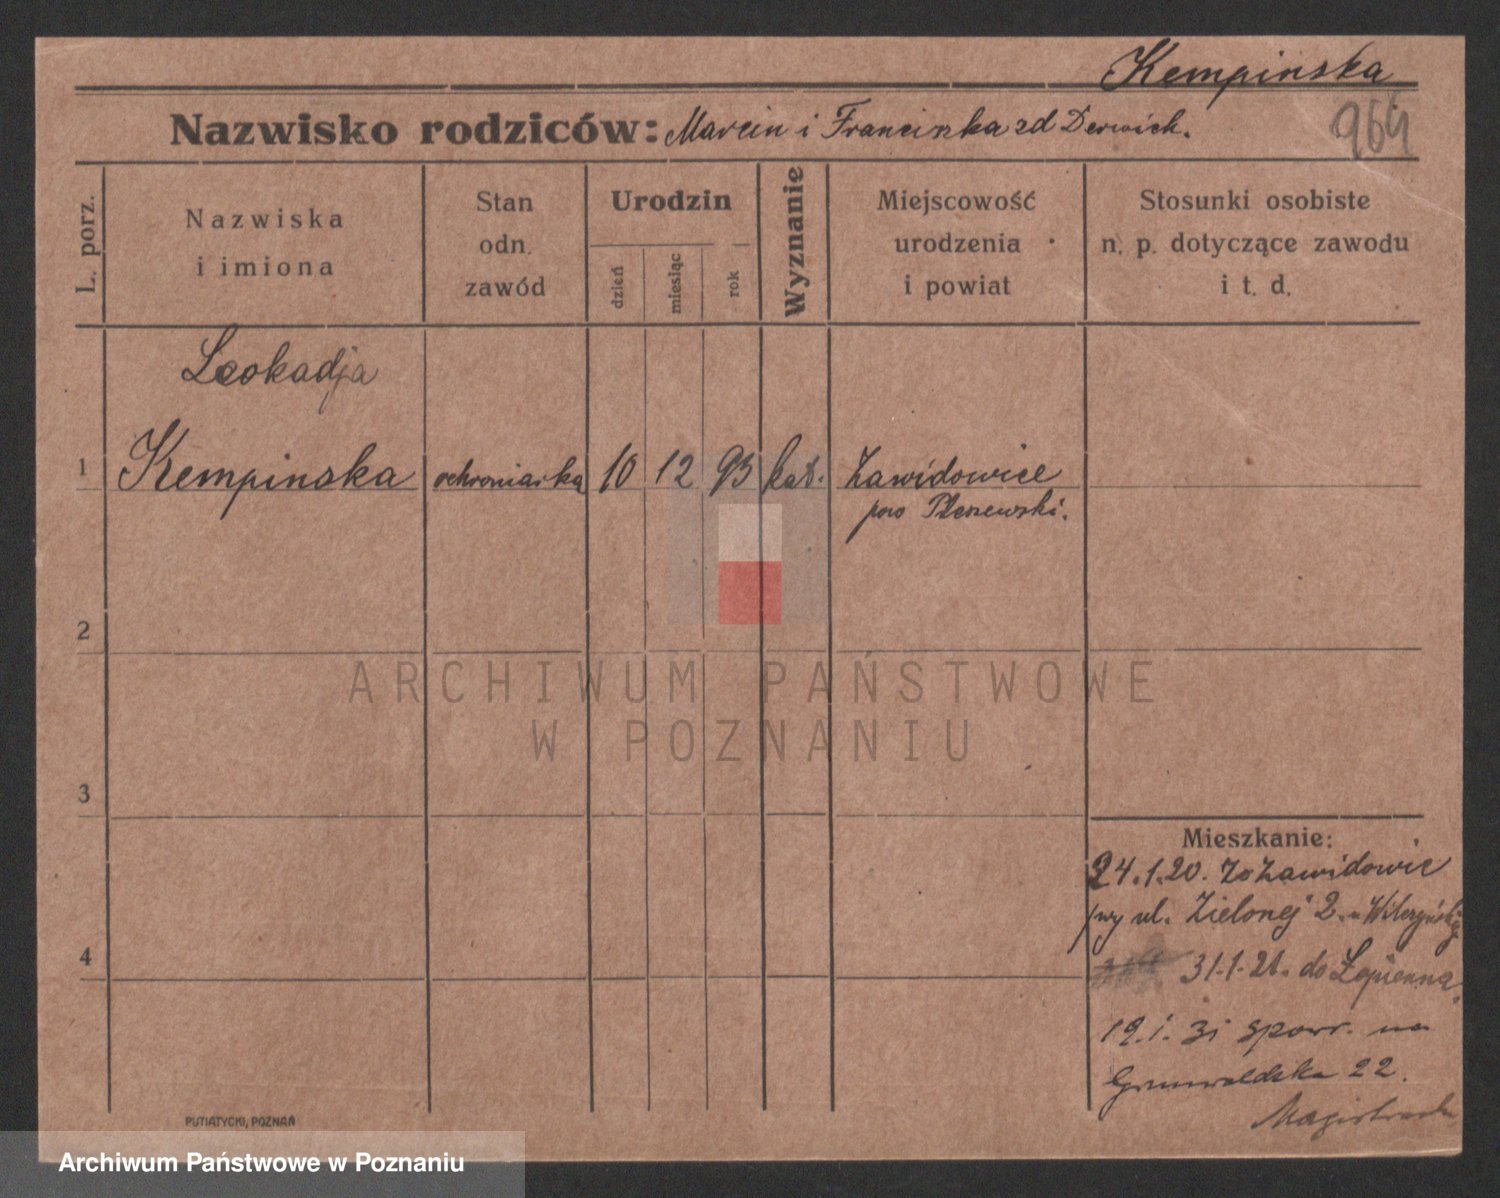 Kempinska
Nazwisko rodziców: Marcin i Franciszka zd Derwich.
964
L. porz.
Nazwiska
i imiona
Stan
odn.
zawód
Urodzin
dzień
miesiąc
rok
Wyznanie
Miejscowość
urodzenia
i powiat
Stosunki osobiste
n. p. dotyczące zawodu
i t. d.
Leokadja
1 Kempinska ochroniarka 10 12 93 kat. Zawidowice
pow Pleszewski.
2
ARCHIWUM PAŃSTWOWE
W POZNANIU
3
Mieszkanie:
24.1.20. z Zawidowic
ul. Zielonej 2.
4
31.1.21. do
19.1.31 spowr. na
Grunwaldzka 22.
PUTIATYCKI, POZNAŃ
Archiwum Państwowe w Poznaniu